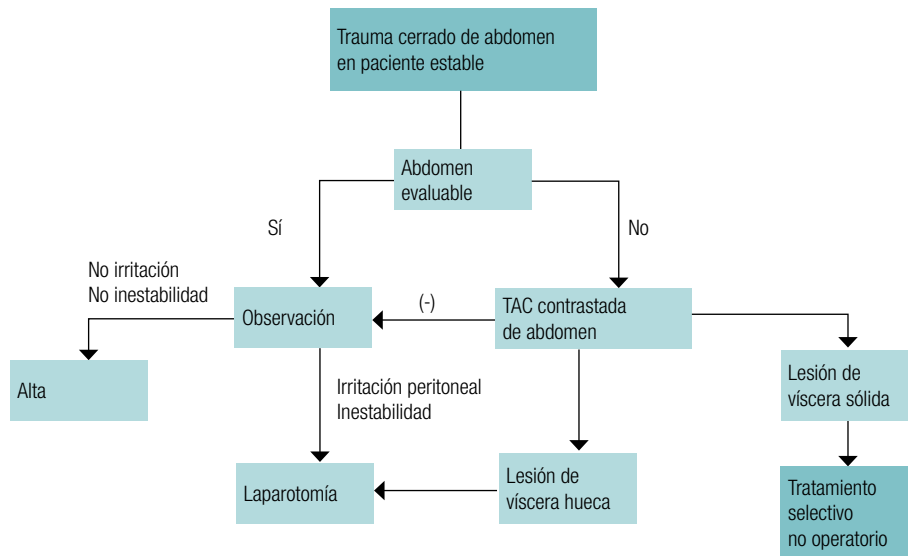 Trauma cerrado de abdomen
en paciente estable
Abdomen
evaluable
Sí
No
No irritación
No inestabilidad
Observación
(-)
TAC contrastada
de abdomen
Alta
Irritación peritoneal
Inestabilidad
Lesión de
víscera sólida
Laparotomía
Lesión de
víscera hueca
Tratamiento
selectivo
no operatorio